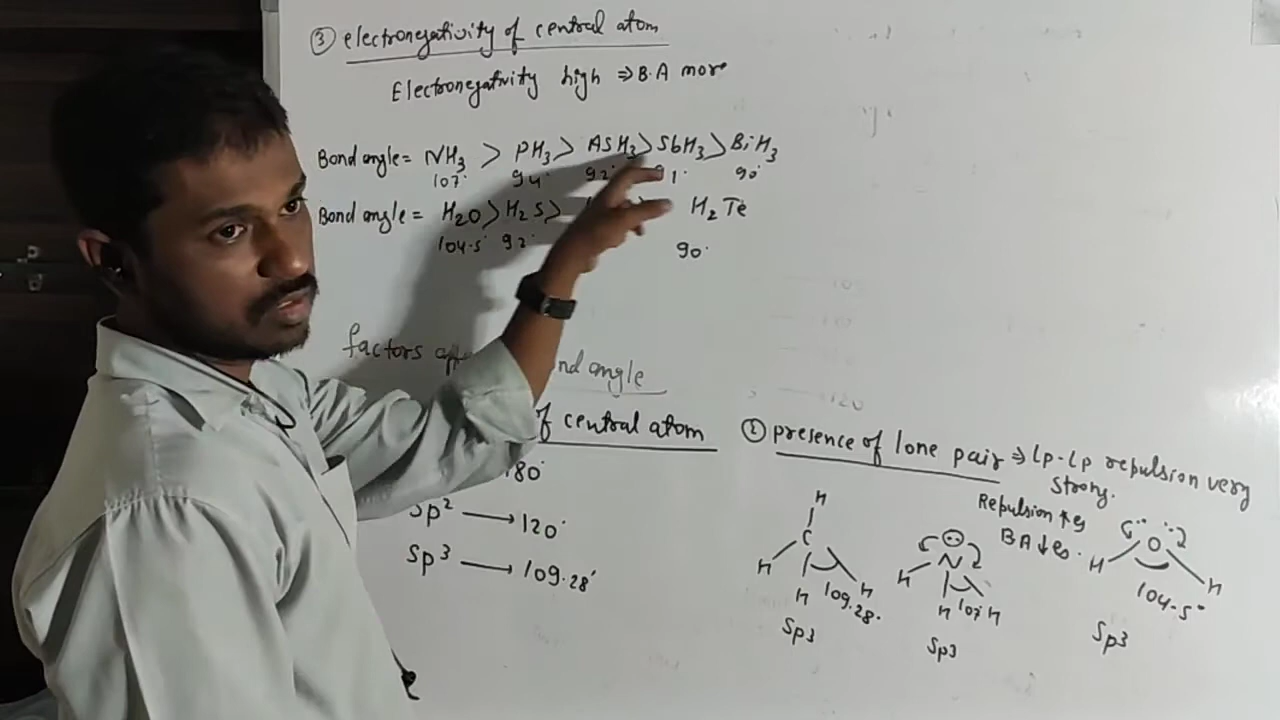 ③ electronegativity of central atom
Electronegativity high ⇒ B.A more
Bond angle = NH₃ > PH₃ > AsH₃ > SbH₃ > BiH₃
107° 94° 92° 91° 90°
Bond angle = H₂O > H₂S > H₂Te
104.5 92° 90°
factors nd angle
of central atom
80°
Sp² → 120°
Sp³ → 109.28'
② presence of lone pair ⇒ lp-lp repulsion very
Strong.
Repulsion ↑es
BA ↓es.
H
C
H H H
109.28.
Sp3
N
H H H
107°
Sp3
O
H H
104.5°
Sp3